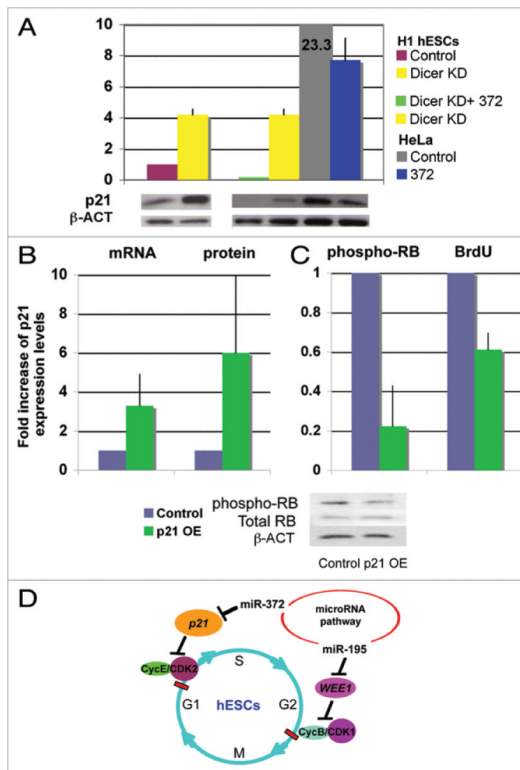 A
10
8
6
4
2
0
23.3
H1 hESCs
Control
Dicer KD
Dicer KD+ 372
Dicer KD
HeLa
Control
372
p21
β-ACT
B
mRNA protein
Fold increase of p21
expression levels
10
8
6
4
2
0
Control
p21 OE
C
phospho-RB BrdU
1
0.8
0.6
0.4
0.2
0
phospho-RB
Total RB
β-ACT
Control p21 OE
D
miR-372
microRNA
pathway
p21
miR-195
CycE/CDK2
WEE1
S
G1 hESCs G2
CycB/CDK1
M